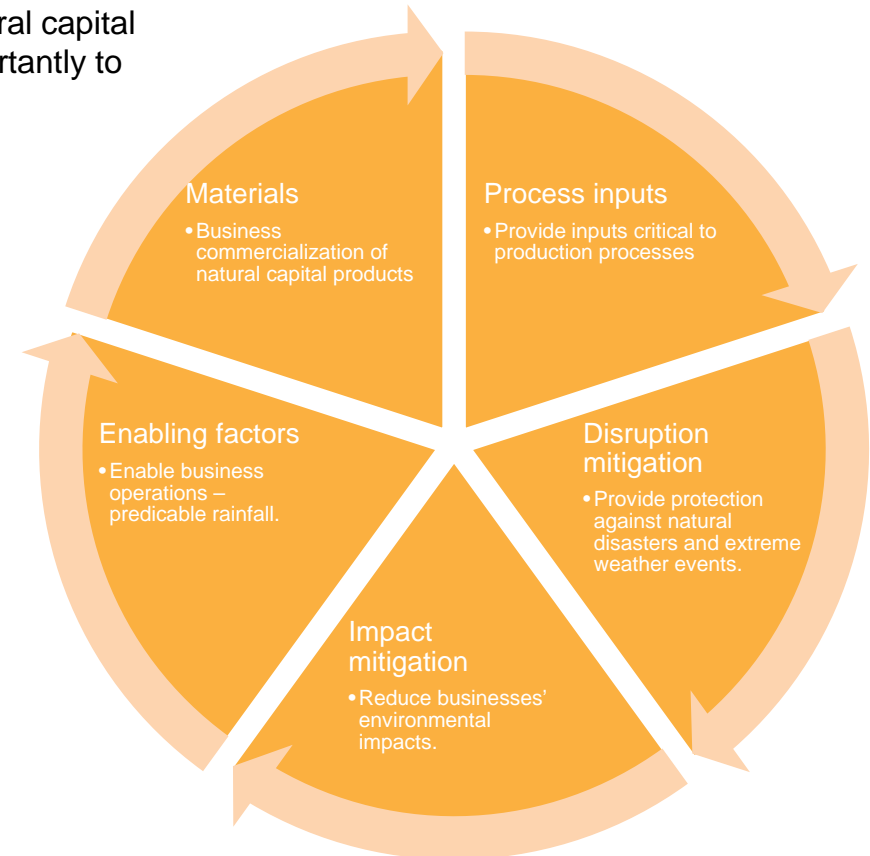 ral capital
rtantly to
Materials
•Business
commercialization of
natural capital products
Process inputs
•Provide inputs critical to
production processes
Disruption
mitigation
•Provide protection
against natural
disasters and extreme
weather events.
Impact
mitigation
•Reduce businesses’
environmental
impacts.
Enabling factors
•Enable business
operations –
predicable rainfall.